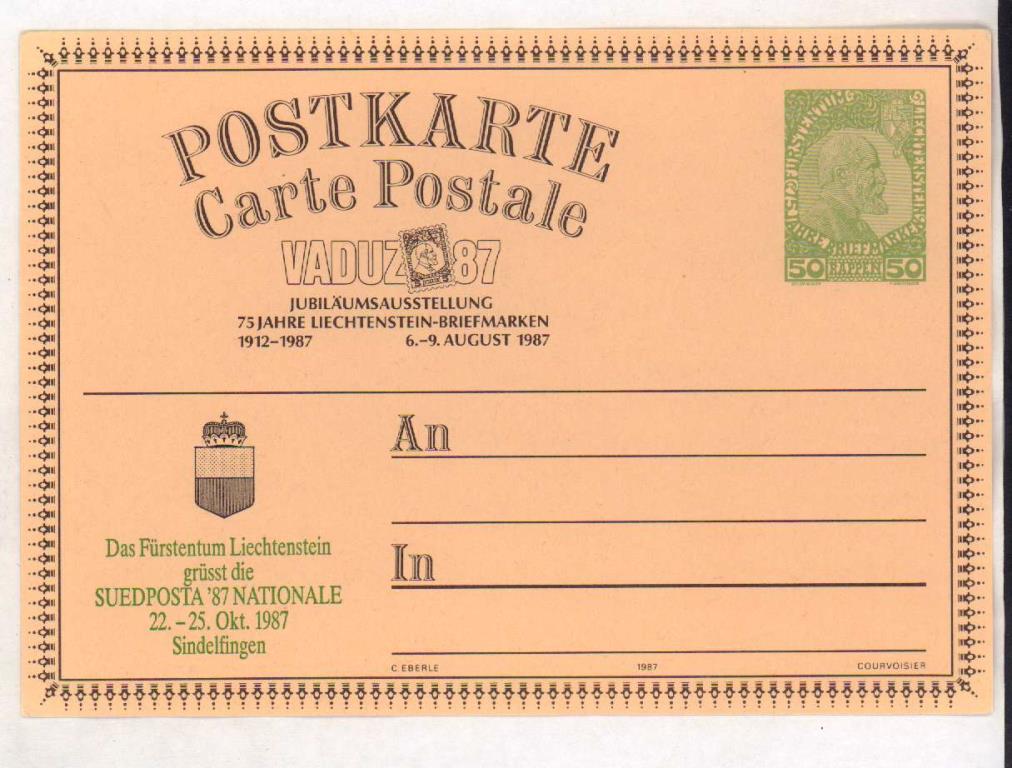 POSTKARTE
Carte Postale
VADUZ 87
JUBILÄUMSAUSSTELLUNG
75 JAHRE LIECHTENSTEIN-BRIEFMARKEN
1912–1987 6.–9. AUGUST 1987
50 RAPPEN 50
An
In
Das Fürstentum Liechtenstein
grüsst die
SUEDPOSTA '87 NATIONALE
22. – 25. Okt. 1987
Sindelfingen
C EBERLE 1987 COURVOISIER